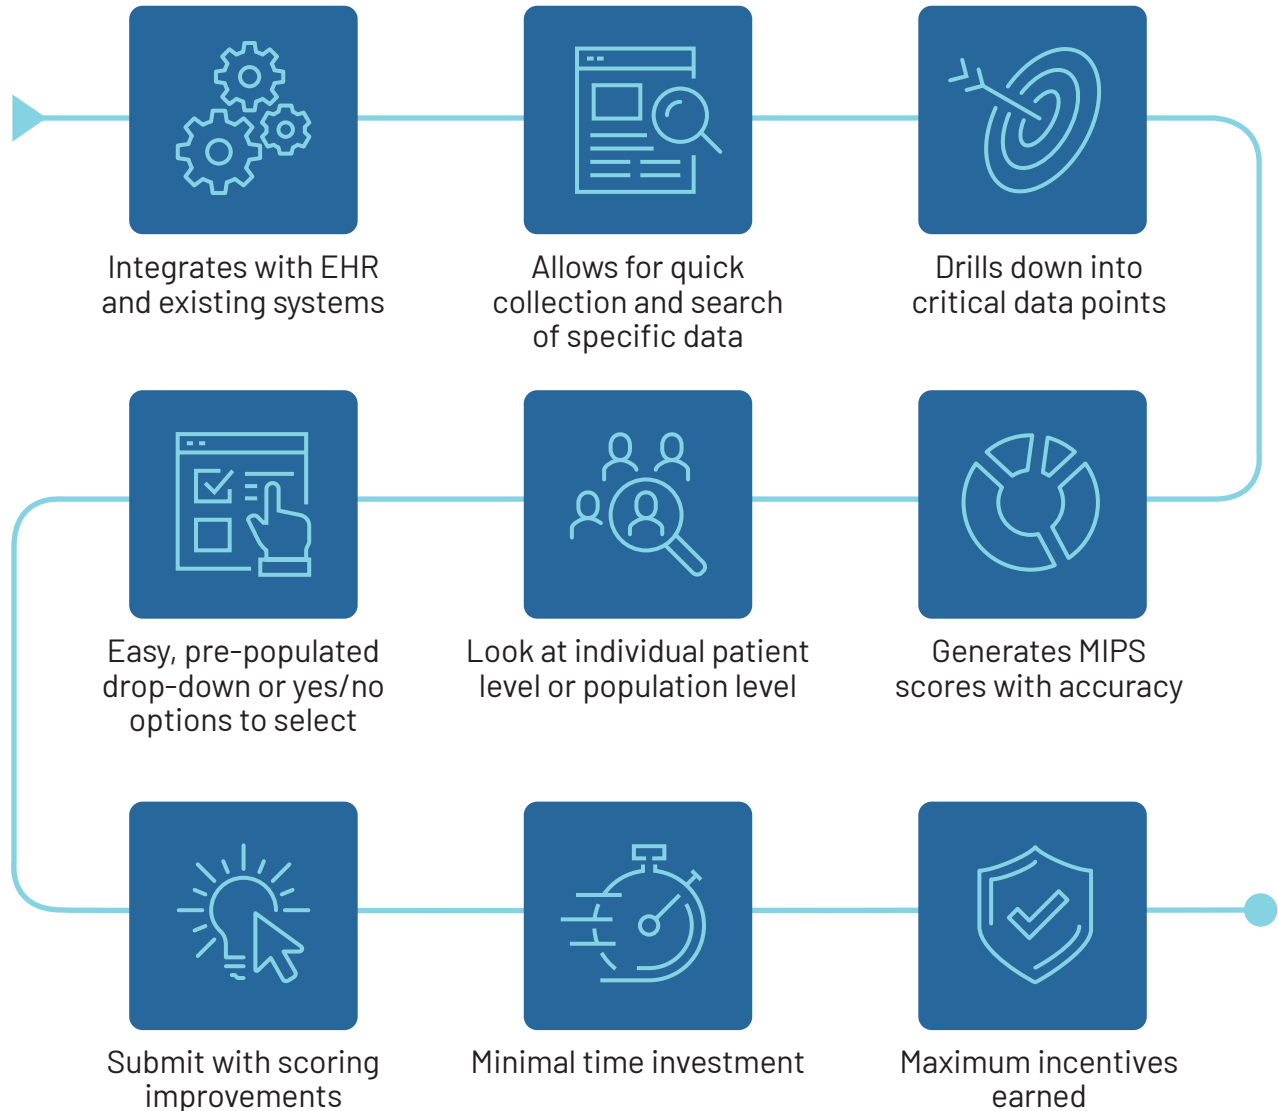 Integrates with EHR
and existing systems
Allows for quick
collection and search
of specific data
Drills down into
critical data points
Generates MIPS
scores with accuracy
Look at individual patient
level or population level
Easy, pre-populated
drop-down or yes/no
options to select
Submit with scoring
improvements
Minimal time investment
Maximum incentives
earned